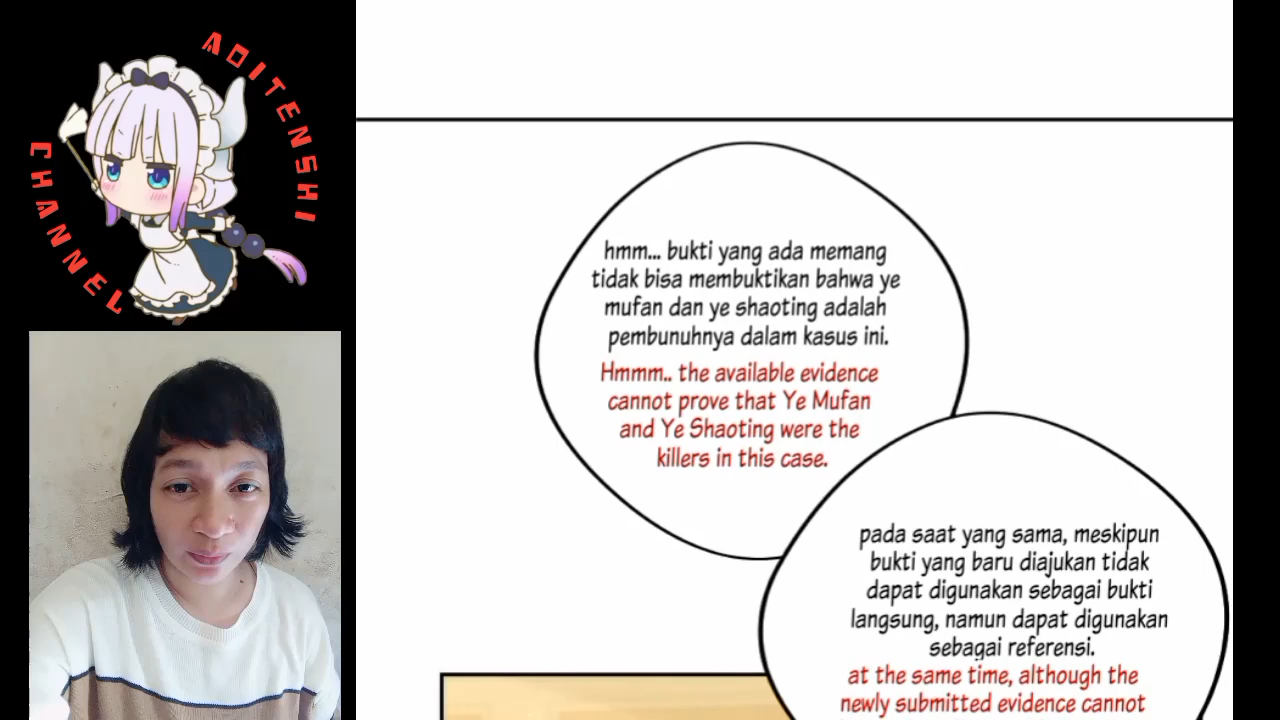 AOITENSHI
CHANNEL
hmm... bukti yang ada memang
tidak bisa membuktikan bahwa ye
mufan dan ye shaoting adalah
pembunuhnya dalam kasus ini.
Hmmm.. the available evidence
cannot prove that Ye Mufan
and Ye Shaoting were the
killers in this case.
pada saat yang sama, meskipun
bukti yang baru diajukan tidak
dapat digunakan sebagai bukti
langsung, namun dapat digunakan
sebagai referensi.
at the same time, although the
newly submitted evidence cannot